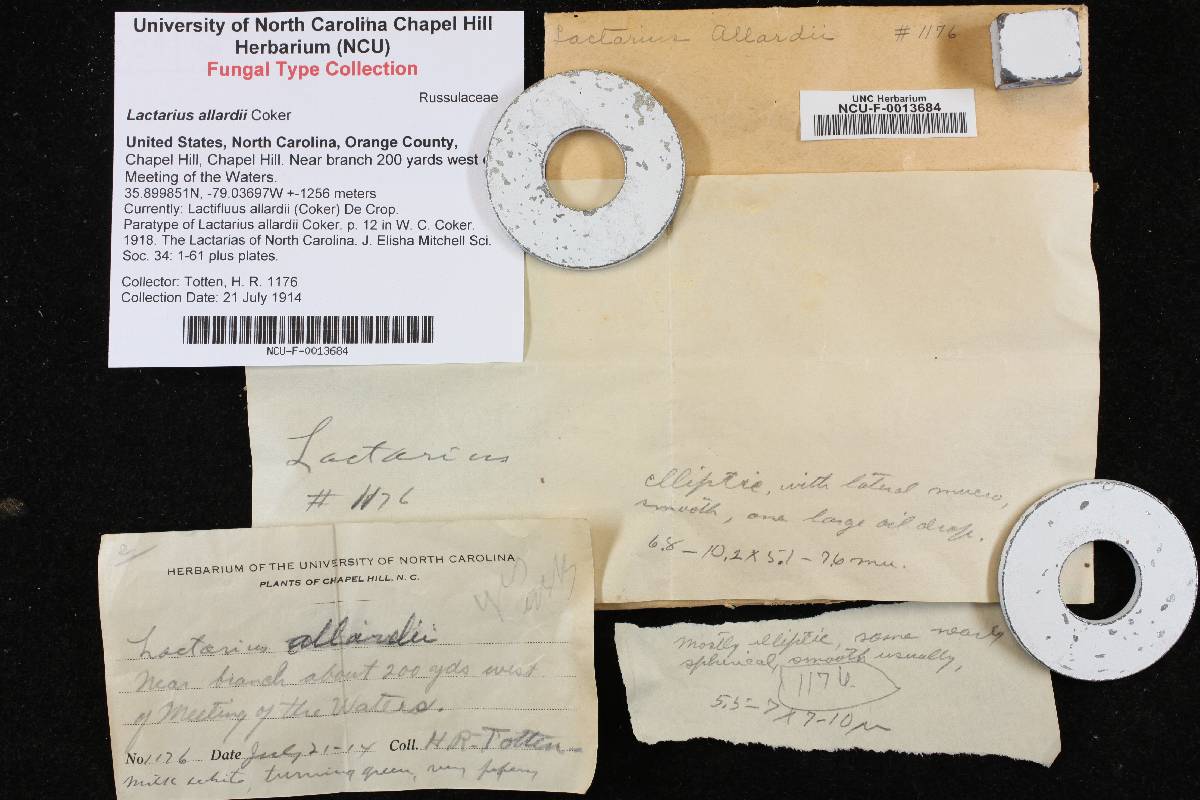 University of North Carolina Chapel Hill
Herbarium (NCU)
Fungal Type Collection
Russulaceae
Lactarius allardii Coker
United States, North Carolina, Orange County,
Chapel Hill, Chapel Hill. Near branch 200 yards west
Meeting of the Waters.
35.899851N, -79.03697W +-1256 meters
Currently: Lactifluus allardii (Coker) De Crop.
Paratype of Lactarius allardii Coker. p. 12 in W. C. Coker.
1918. The Lactarias of North Carolina. J. Elisha Mitchell Sci.
Soc. 34: 1-61 plus plates.
Collector: Totten, H. R. 1176
Collection Date: 21 July 1914
NCU-F-0013684
Lactarius Allardii #1176
UNC Herbarium
NCU-F-0013684
Lactarius
# 1176
elliptic, with lateral mucro,
smooth, one large oil drop.
6.8 – 10.2 x 5.1 – 7.6 mu.
HERBARIUM OF THE UNIVERSITY OF NORTH CAROLINA
PLANTS OF CHAPEL HILL, N. C.
Lactarius allardii
Near branch about 200 yds west
of Meeting of the Waters.
No. 1176 Date July 21-14 Coll. H R Totten
Milk white, turning green, very peppery
mostly elliptic, some nearly
spherical, smooth usually,
1176
5.5–7 x 7–10 µ